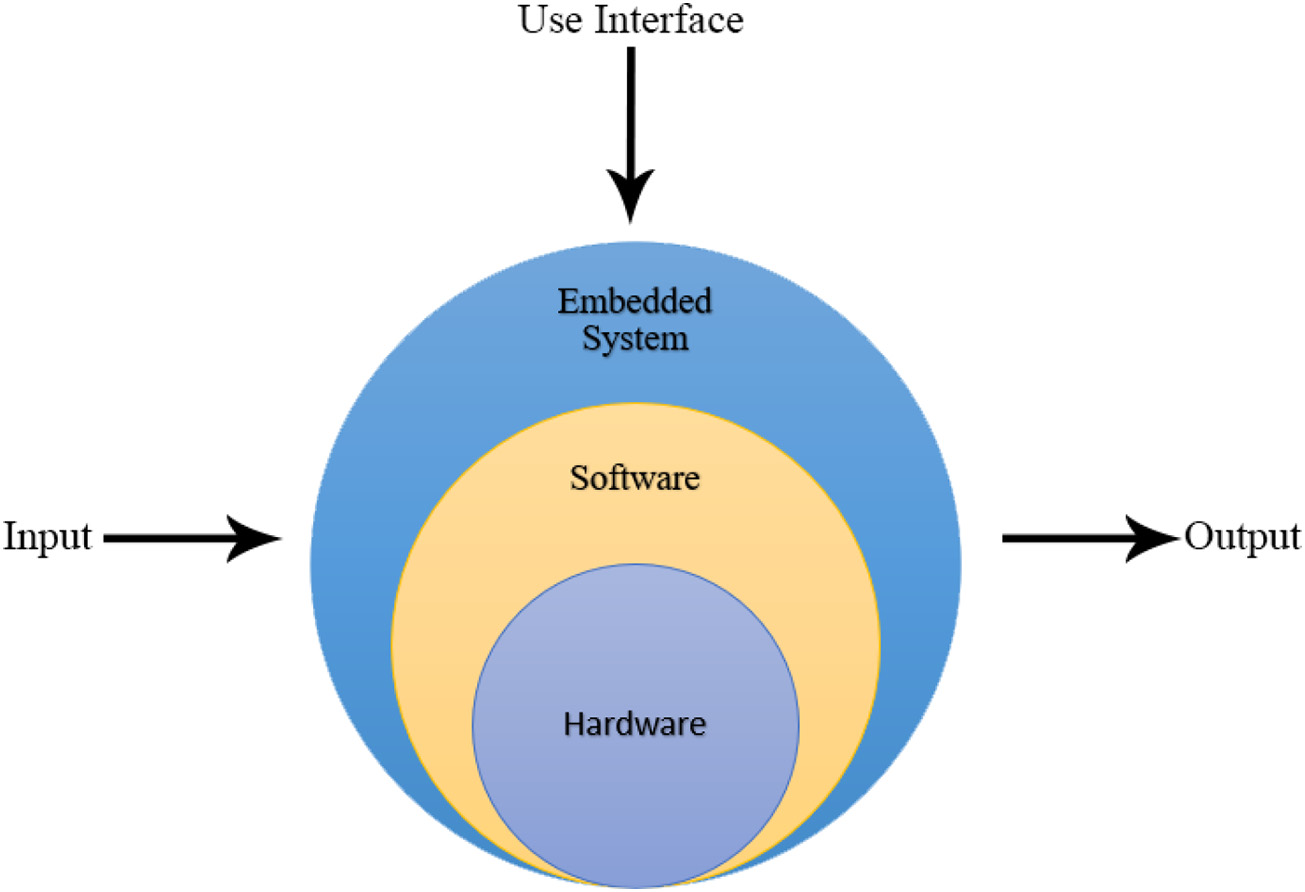 Use Interface
Embedded
System
Software
Input
Output
Hardware